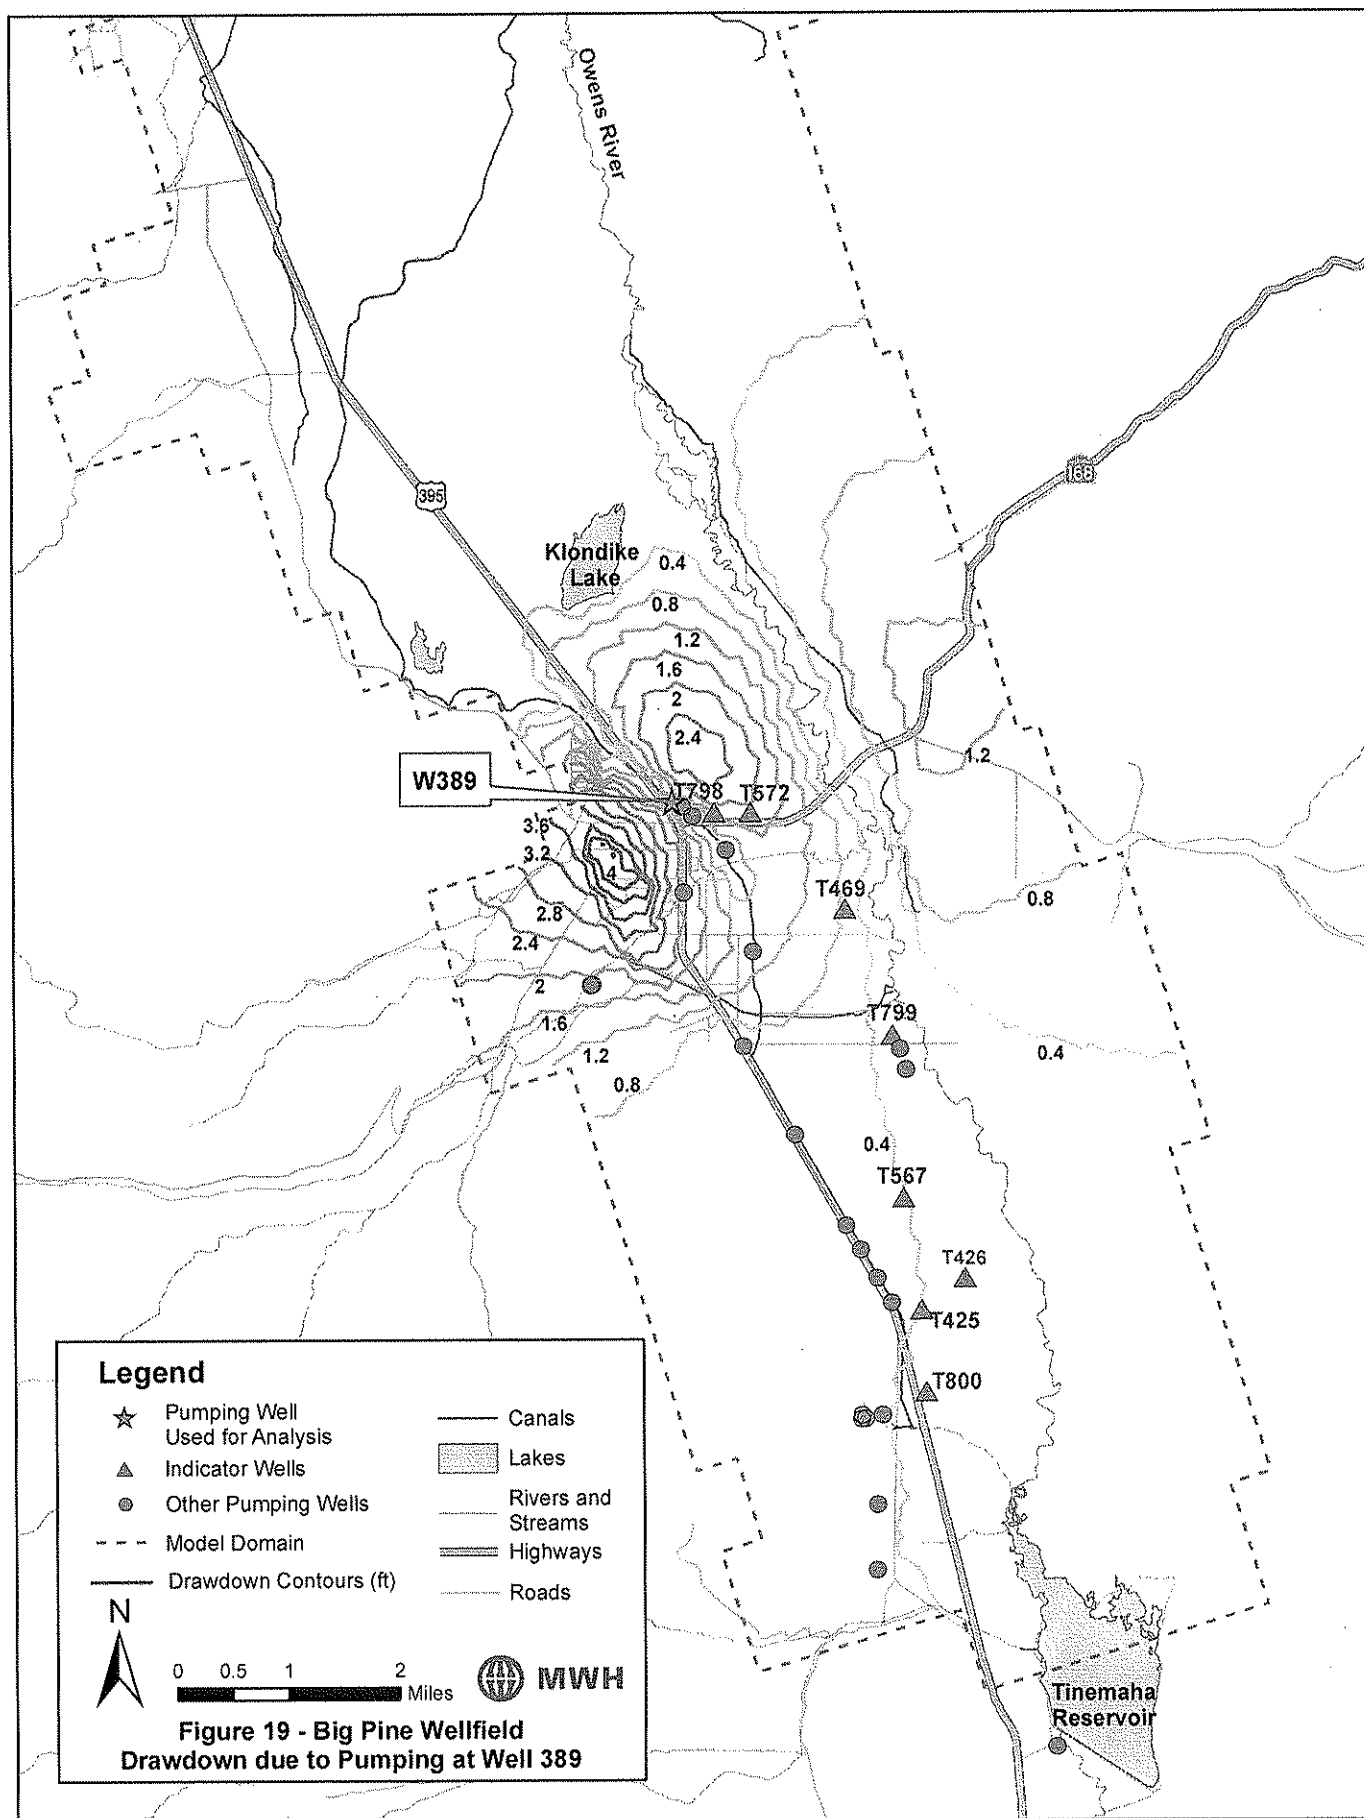 Owens River
166
395
Klondike
Lake
0.4
0.8
1.2
1.6
2
2.4
1.2
W389
T798
T572
3.6
3.2
4
T469
0.8
2.8
2.4
2
T799
1.6
1.2
0.4
0.8
0.4
T567
T426
T425
T800
Legend
Pumping Well
Used for Analysis
Indicator Wells
Other Pumping Wells
Model Domain
Drawdown Contours (ft)
Canals
Lakes
Rivers and
Streams
Highways
Roads
N
0 0.5 1 2
Miles
MWH
Figure 19 - Big Pine Wellfield
Drawdown due to Pumping at Well 389
Tinemaha
Reservoir